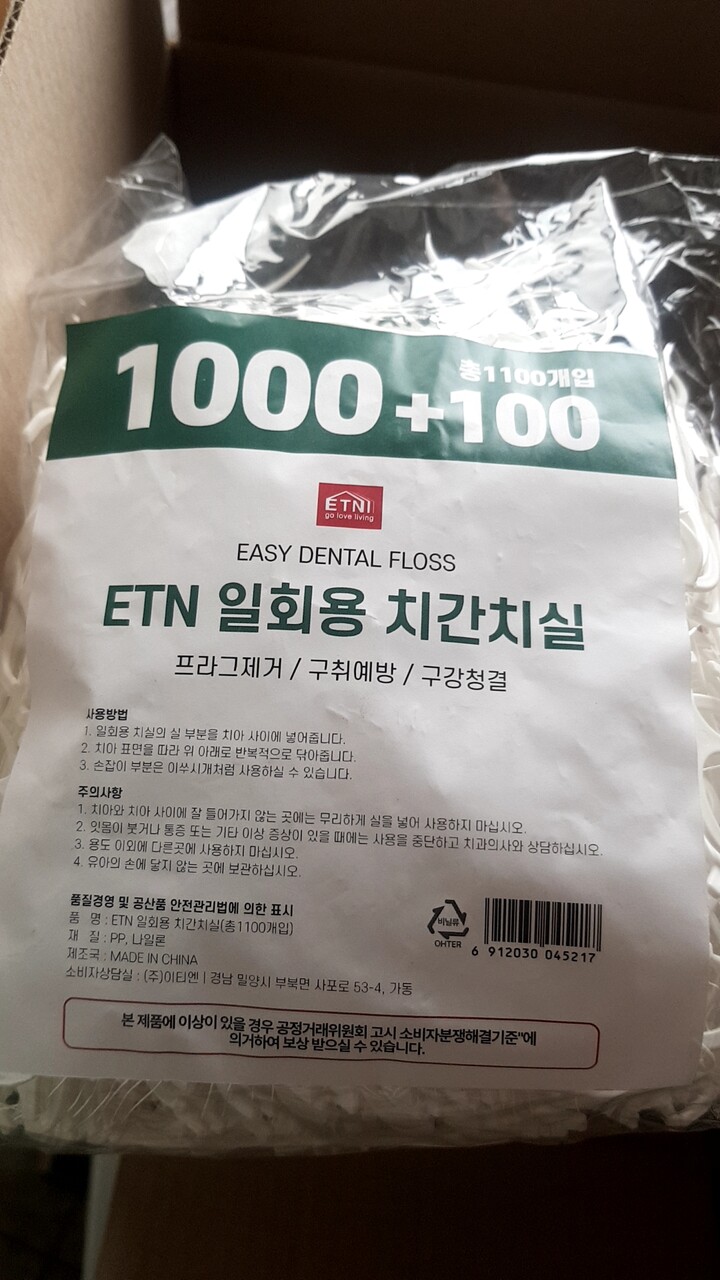 총1100개입
1000+100
ETNI
go love living
EASY DENTAL FLOSS
ETN 일회용 치간치실
프라그제거 / 구취예방 / 구강청결
사용방법
1. 일회용 치실의 실 부분을 치아 사이에 넣어줍니다.
2. 치아 표면을 따라 위 아래로 반복적으로 닦아줍니다.
3. 손잡이 부분은 이쑤시개처럼 사용하실 수 있습니다.
주의사항
1. 치아와 치아 사이에 잘 들어가지 않는 곳에는 무리하게 실을 넣어 사용하지 마십시오.
2. 잇몸이 붓거나 통증 또는 기타 이상 증상이 있을 때에는 사용을 중단하고 치과의사와 상담하십시오.
3. 용도 이외에 다른곳에 사용하지 마십시오.
4. 유아의 손에 닿지 않는 곳에 보관하십시오.
품질경영 및 공산품 안전관리법에 의한 표시
품 명 : ETN 일회용 치간치실(총1100개입)
재 질 : PP, 나일론
제조국 : MADE IN CHINA
소비자상담실 : (주)이티엔 | 경남 밀양시 부북면 사포로 53-4, 가동
비닐류
OHTER
6 912030 045217
본 제품에 이상이 있을 경우 공정거래위원회 고시 소비자분쟁해결기준"에
의거하여 보상 받으실 수 있습니다.